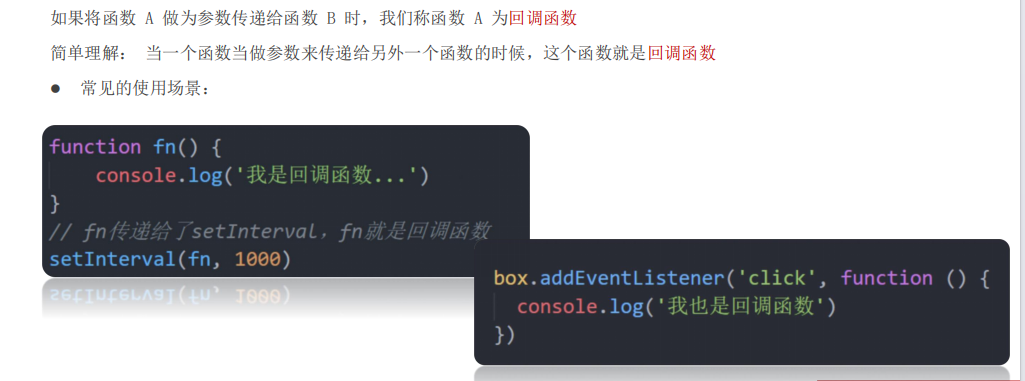 如果将函数 A 做为参数传递给函数 B 时，我们称函数 A 为回调函数
简单理解： 当一个函数当做参数来传递给另外一个函数的时候，这个函数就是回调函数
● 常见的使用场景：
function fn() {
    console.log('我是回调函数...')
}
// fn传递给了setInterval，fn就是回调函数
setInterval(fn, 1000)
box.addEventListener('click', function () {
  console.log('我也是回调函数')
})